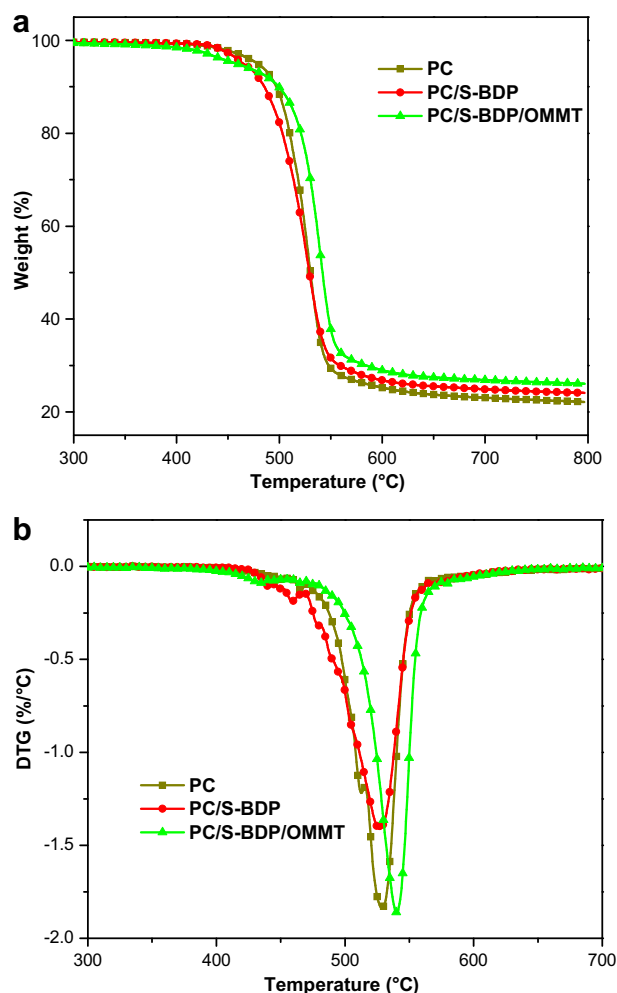 a
100
80
60
40
20
Weight (%)
PC
PC/S-BDP
PC/S-BDP/OMMT
300 400 500 600 700 800
Temperature (°C)
b
0.0
-0.5
-1.0
-1.5
-2.0
DTG (%/°C)
PC
PC/S-BDP
PC/S-BDP/OMMT
300 400 500 600 700
Temperature (°C)